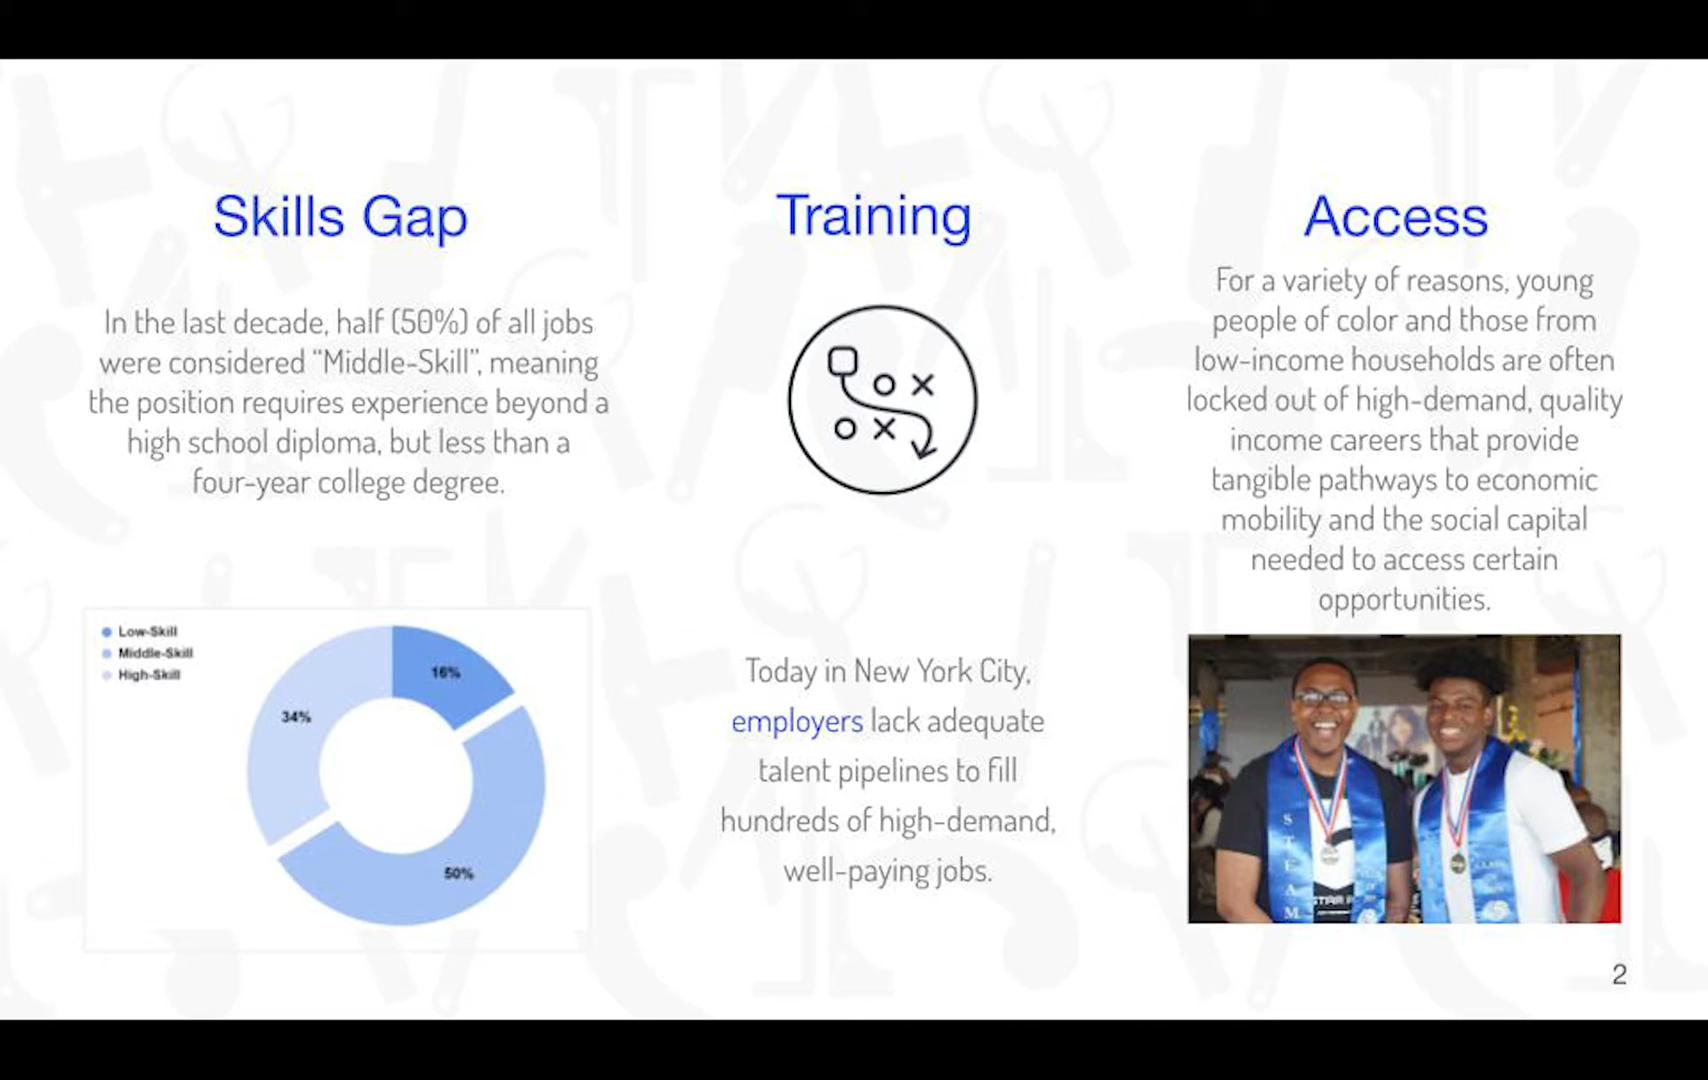 Skills Gap
In the last decade, half (50%) of all jobs
were considered “Middle-Skill”, meaning
the position requires experience beyond a
high school diploma, but less than a
four-year college degree.
Low-Skill
Middle-Skill
High-Skill
16%
34%
50%
Training
Today in New York City,
employers lack adequate
talent pipelines to fill
hundreds of high-demand,
well-paying jobs.
Access
For a variety of reasons, young
people of color and those from
low-income households are often
locked out of high-demand, quality
income careers that provide
tangible pathways to economic
mobility and the social capital
needed to access certain
opportunities.
STEAM
2